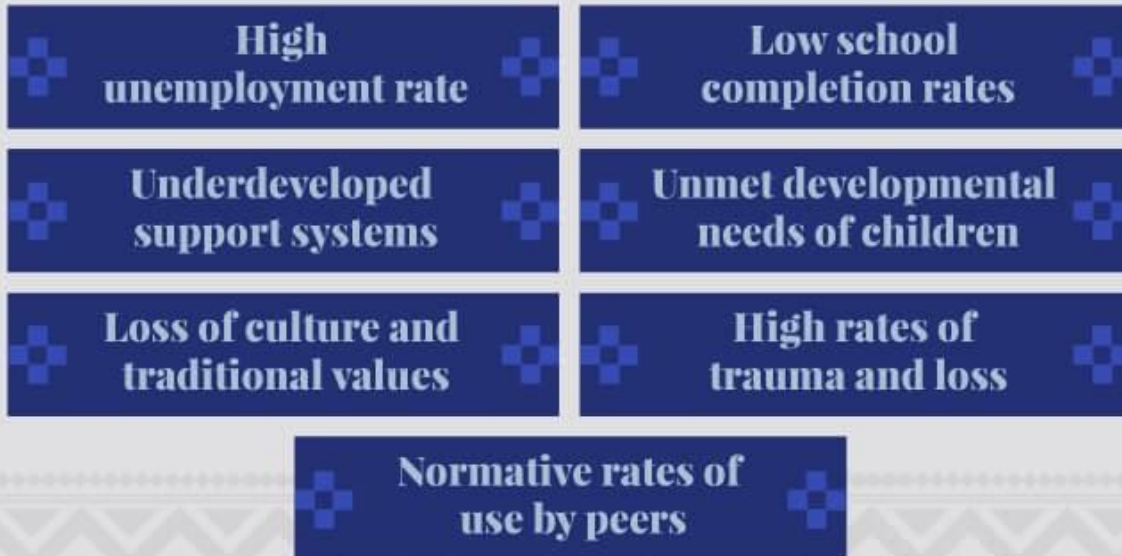 High
unemployment rate
Low school
completion rates
Underdeveloped
support systems
Unmet developmental
needs of children
Loss of culture and
traditional values
High rates of
trauma and loss
Normative rates of
use by peers